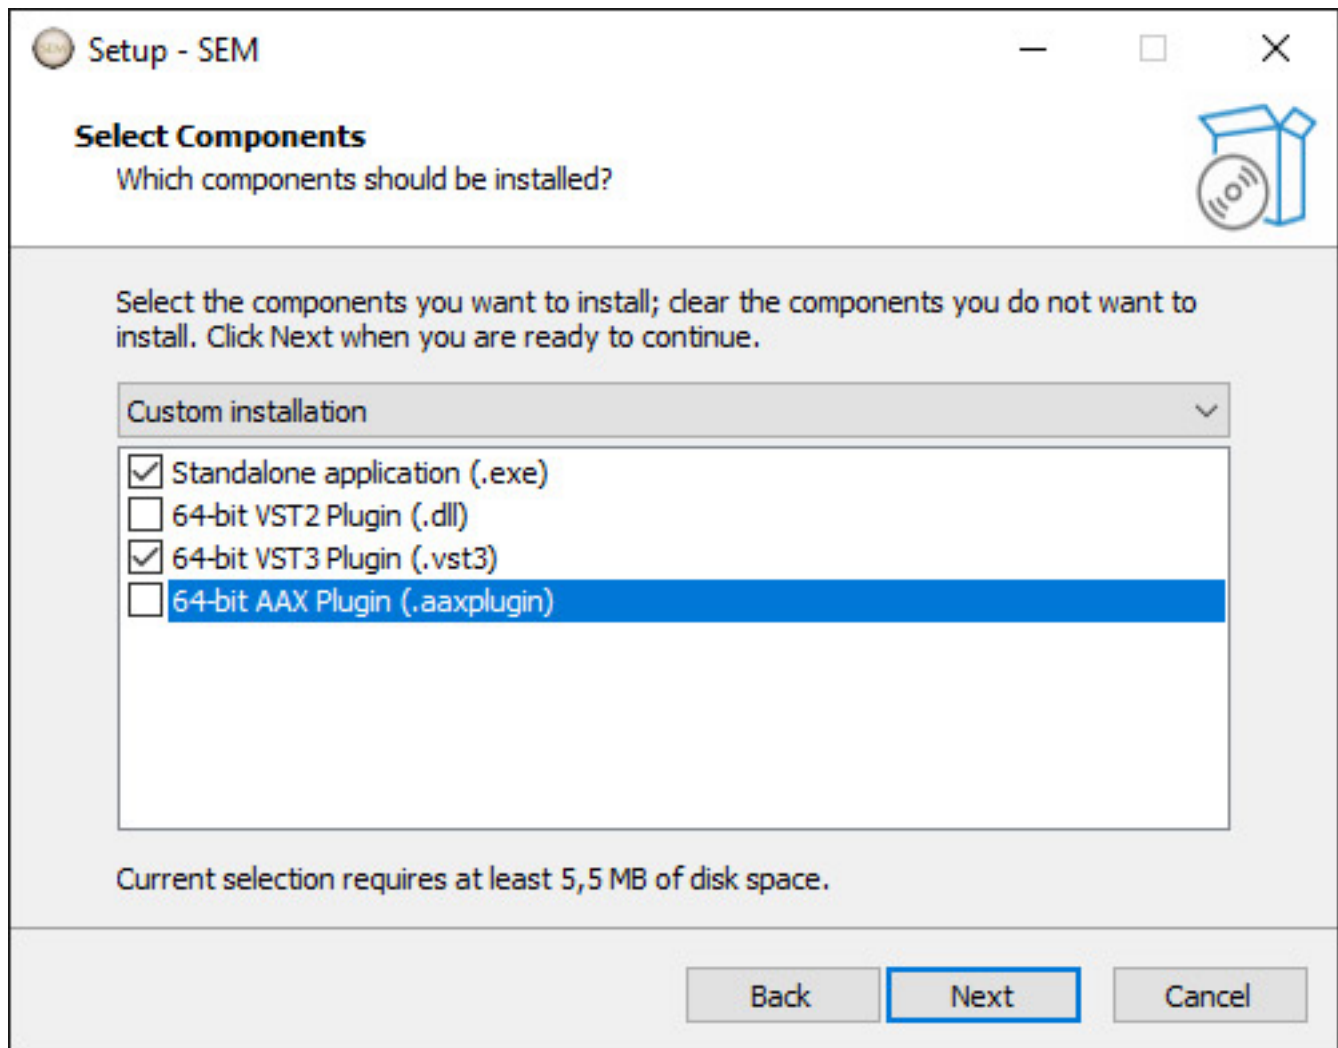 Setup - SEM
Select Components
Which components should be installed?
Select the components you want to install; clear the components you do not want to
install. Click Next when you are ready to continue.
Custom installation
Standalone application (.exe)
64-bit VST2 Plugin (.dll)
64-bit VST3 Plugin (.vst3)
64-bit AAX Plugin (.aaxplugin)
Current selection requires at least 5,5 MB of disk space.
Back
Next
Cancel